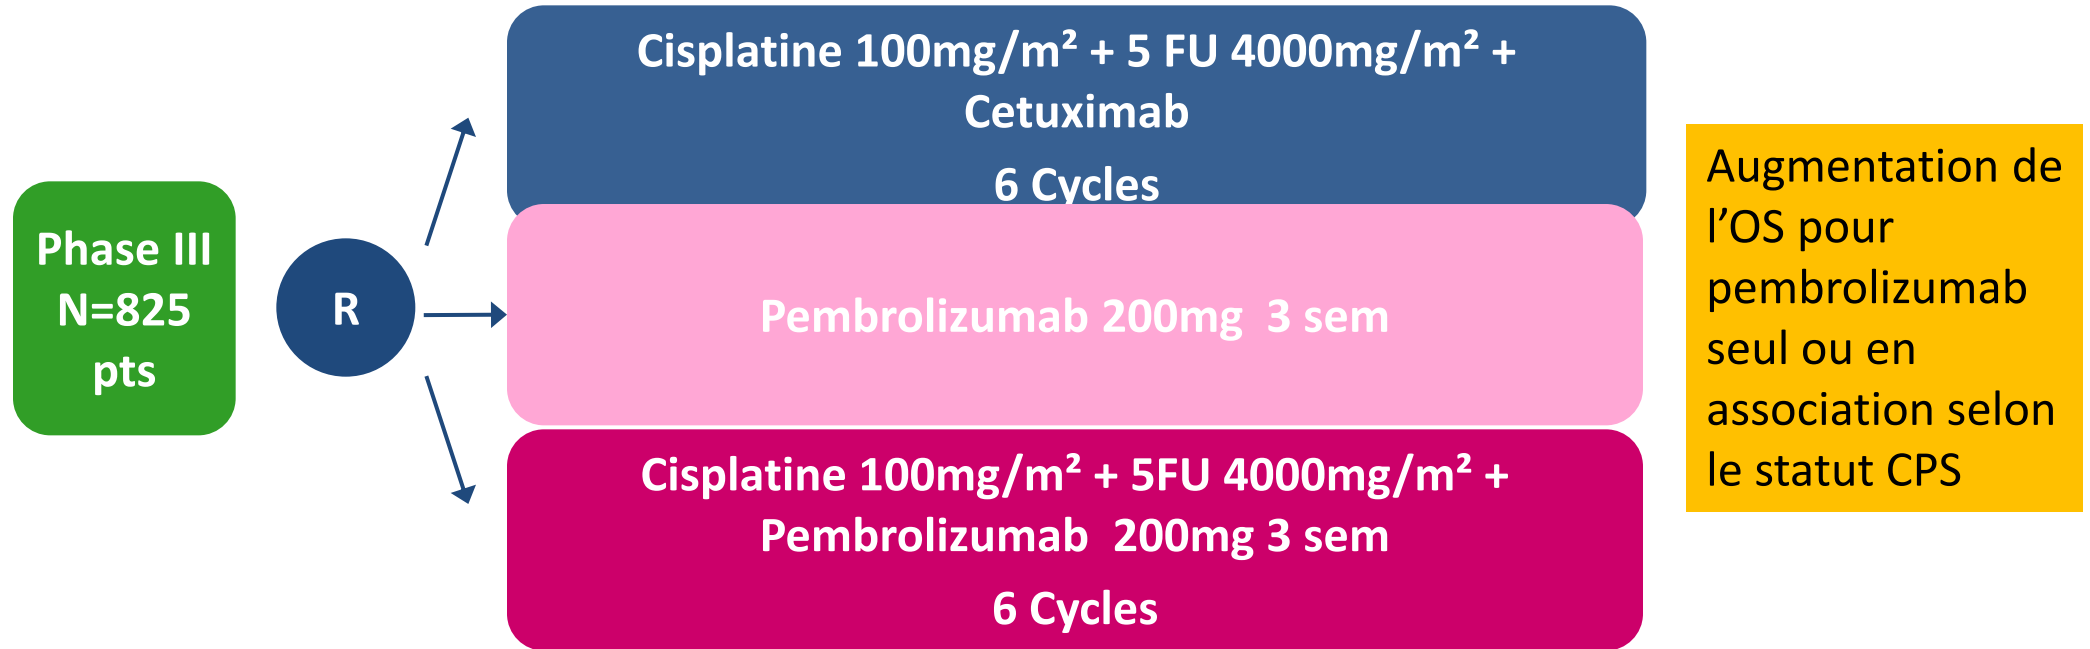 Phase III
N=825
pts
R
Cisplatine 100mg/m² + 5 FU 4000mg/m² +
Cetuximab
6 Cycles
Pembrolizumab 200mg  3 sem
Cisplatine 100mg/m² + 5FU 4000mg/m² +
Pembrolizumab  200mg 3 sem
6 Cycles
Augmentation de
l’OS pour
pembrolizumab
seul ou en
association selon
le statut CPS